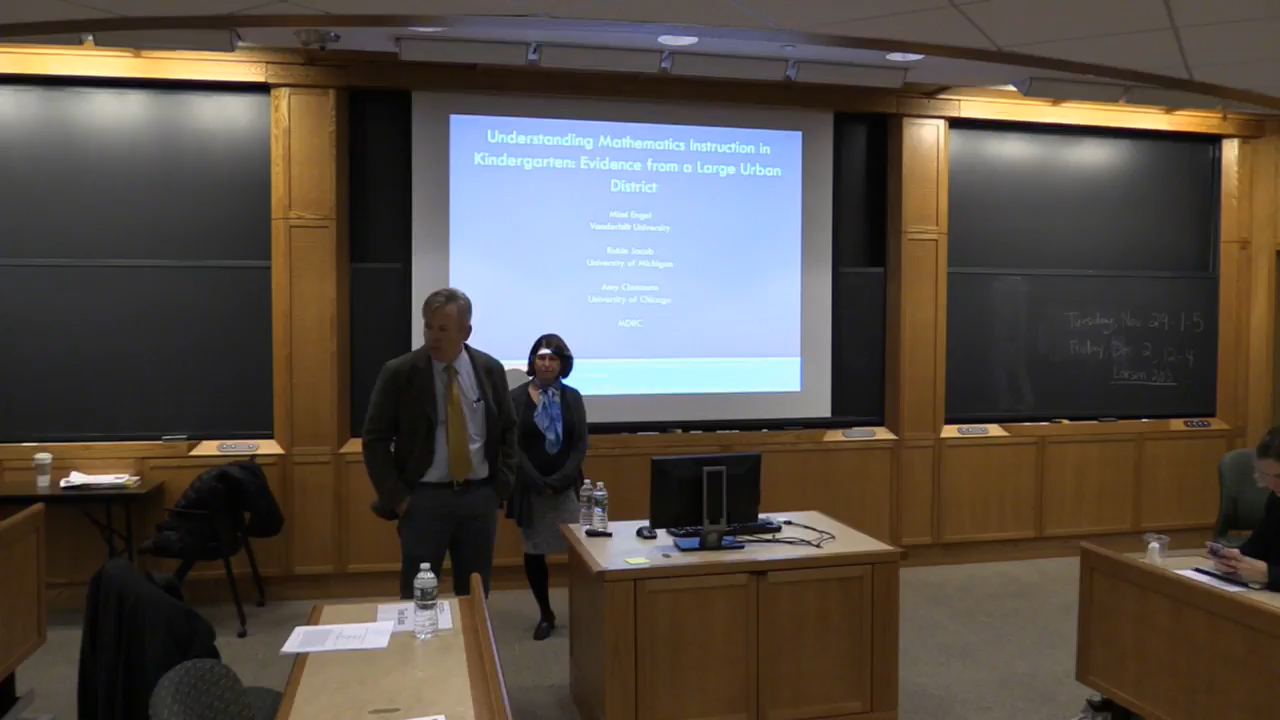 Understanding Mathematics Instruction in
Kindergarten: Evidence from a Large Urban
District
Mimi Engel
Vanderbilt University
Robin Jacob
University of Michigan
Amy Claessens
University of Chicago
MDRC
Tuesday, Nov 29 - 1-5
Friday, Dec 2, 12-4
Larsen 203